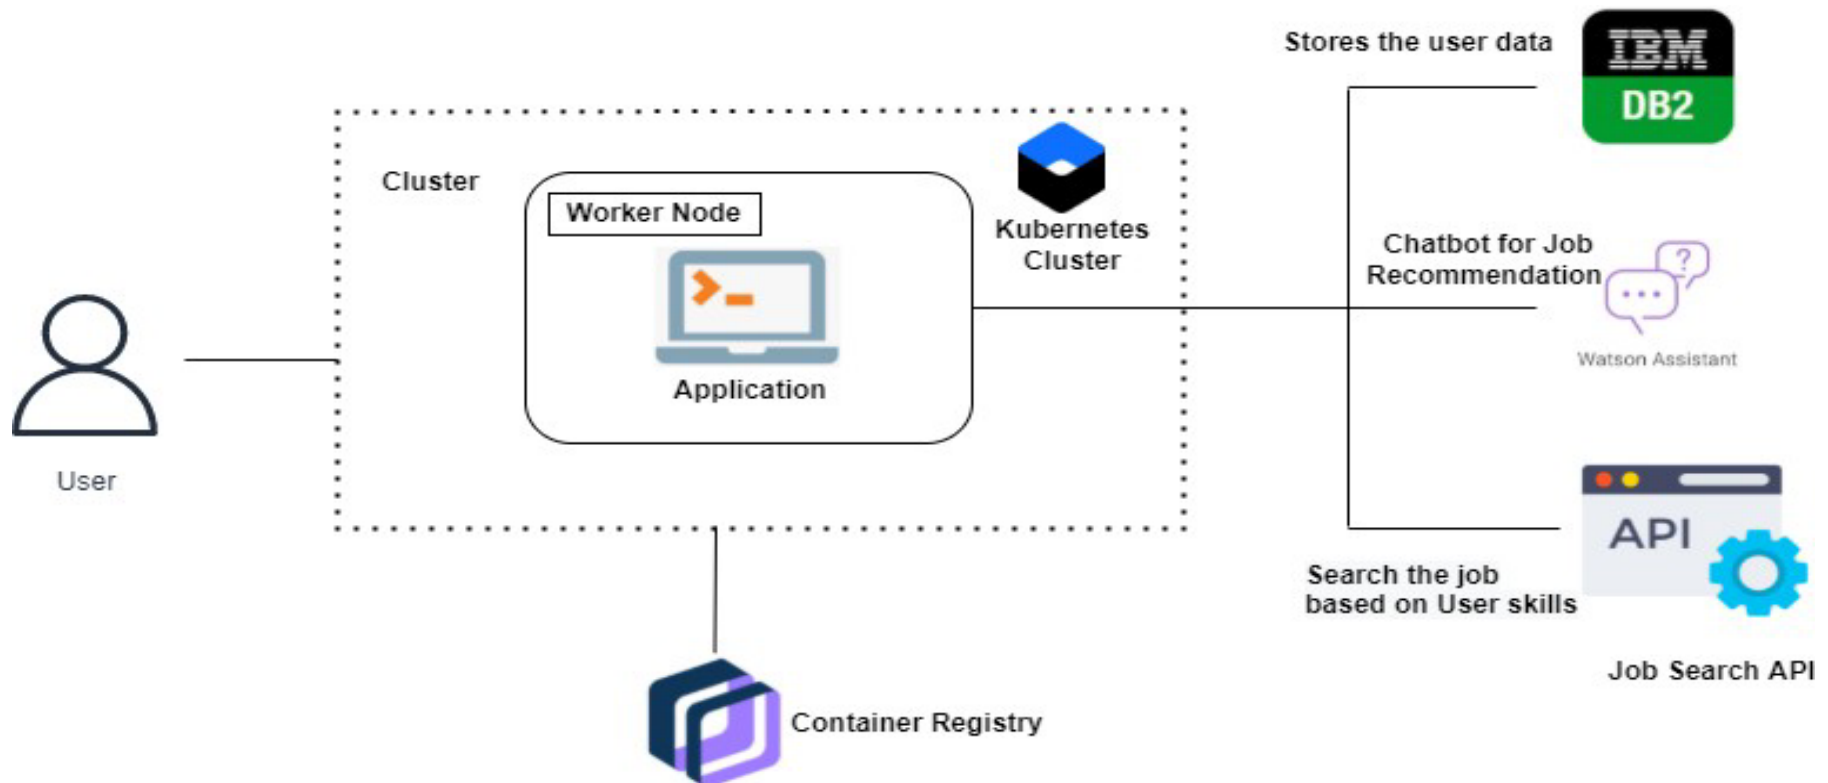 Stores the user data
IBM
DB2
Cluster
Worker Node
Kubernetes
Cluster
Chatbot for Job
Recommendation
?
Watson Assistant
Application
User
API
Search the job
based on User skills
Job Search API
Container Registry